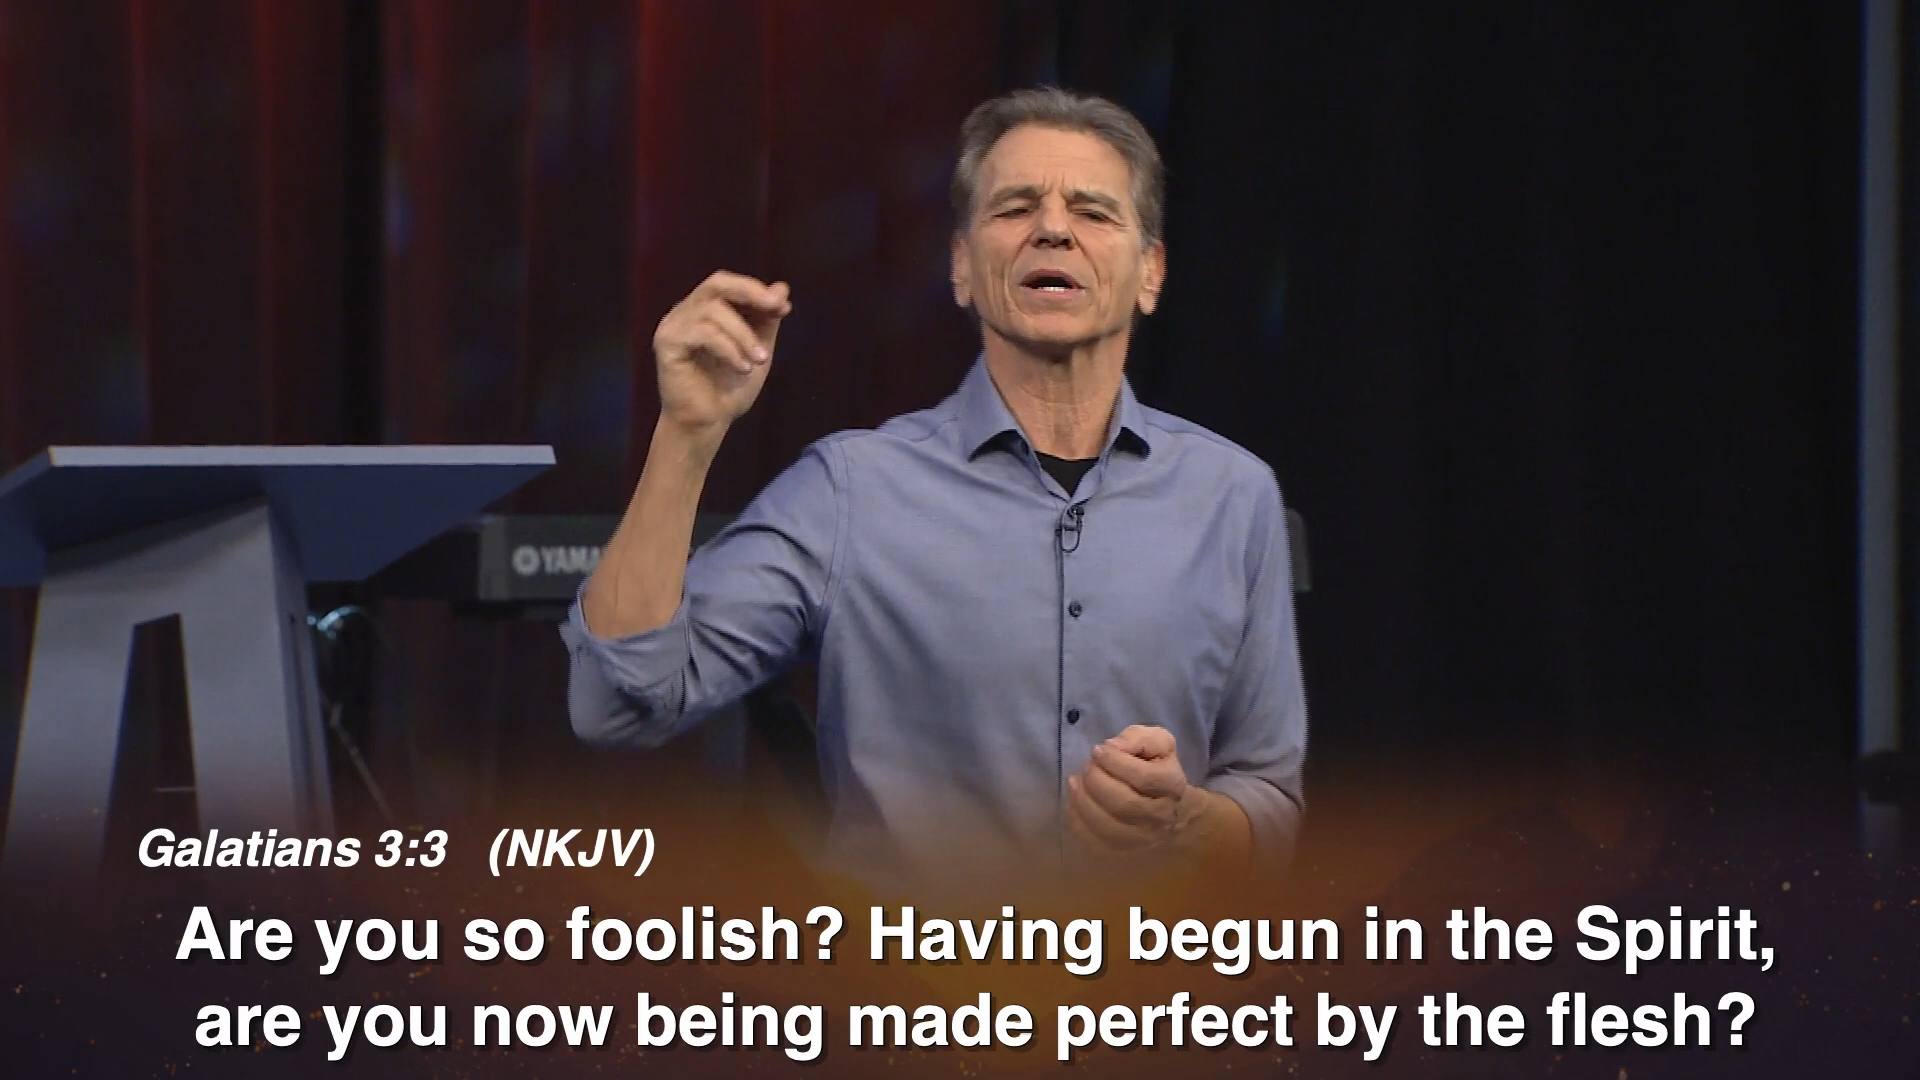 YAMA
Galatians 3:3 (NKJV)
Are you so foolish? Having begun in the Spirit,
are you now being made perfect by the flesh?